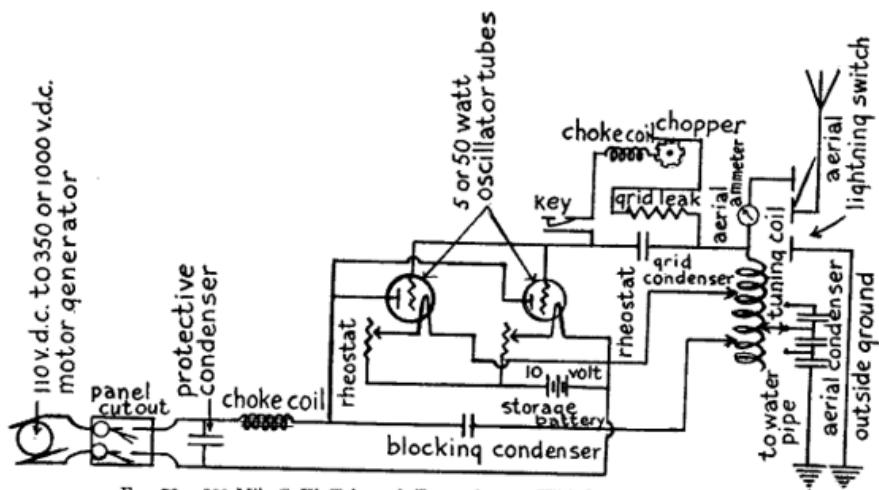 110 v.d.c. TO 350 or 1000 v.d.c.
motor generator
panel
cutout
protective
condenser
choke coil
rheostat
5 or 50 watt
oscillator tubes
key
choke coil
chopper
grid leak
grid
condenser
rheostat
10 volt
storage
battery
blocking condenser
aerial
ammeter
tuning coil
aerial
lightning switch
to water
pipe
aerial condenser
outside ground